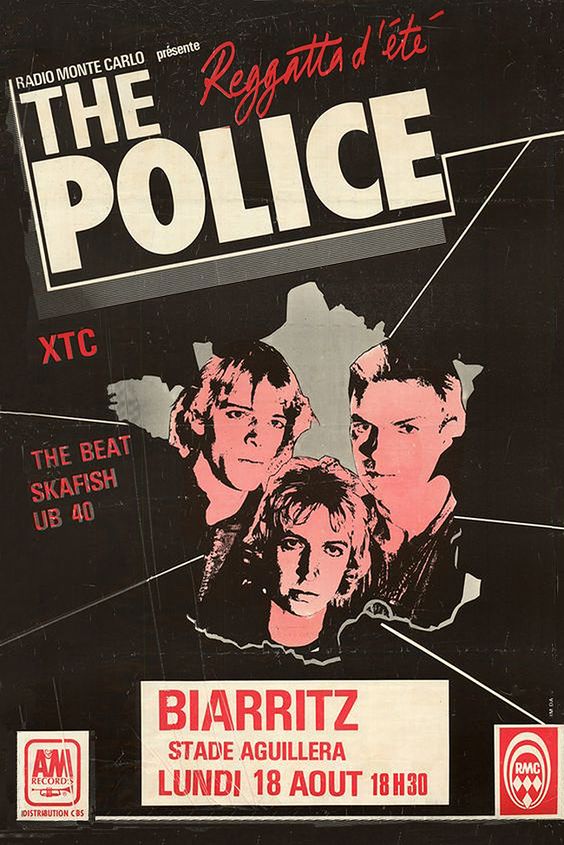 RADIO MONTE CARLO présente
Reggatta d'été
THE
POLICE
XTC
THE BEAT
SKAFISH
UB 40
BIARRITZ
STADE AGUILLERA
LUNDI 18 AOUT 18H30
A&M
RECORDS
DISTRIBUTION CBS
RMC